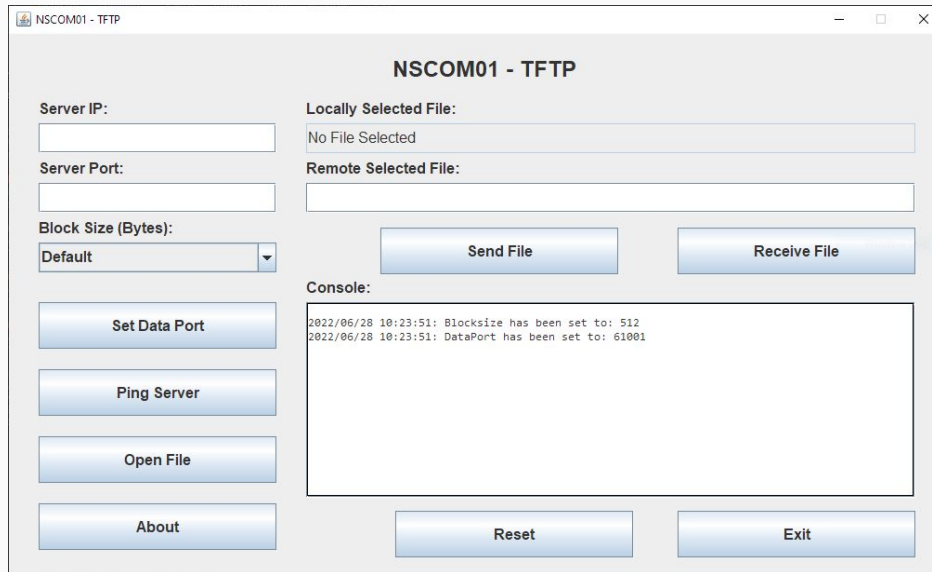 NSCOM01 - TFTP
NSCOM01 - TFTP
Server IP:
Locally Selected File:
No File Selected
Server Port:
Remote Selected File:
Block Size (Bytes):
Default
Send File
Receive File
Console:
Set Data Port
2022/06/28 10:23:51: Blocksize has been set to: 512
2022/06/28 10:23:51: DataPort has been set to: 61001
Ping Server
Open File
About
Reset
Exit